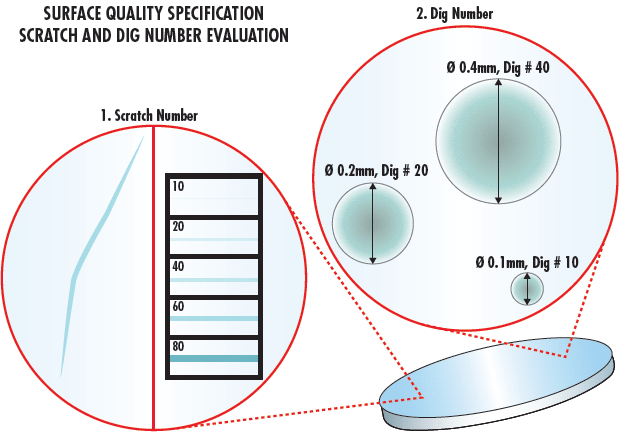 SURFACE QUALITY SPECIFICATION
SCRATCH AND DIG NUMBER EVALUATION
1. Scratch Number
10
20
40
60
80
2. Dig Number
Ø 0.4mm, Dig # 40
Ø 0.2mm, Dig # 20
Ø 0.1mm, Dig # 10